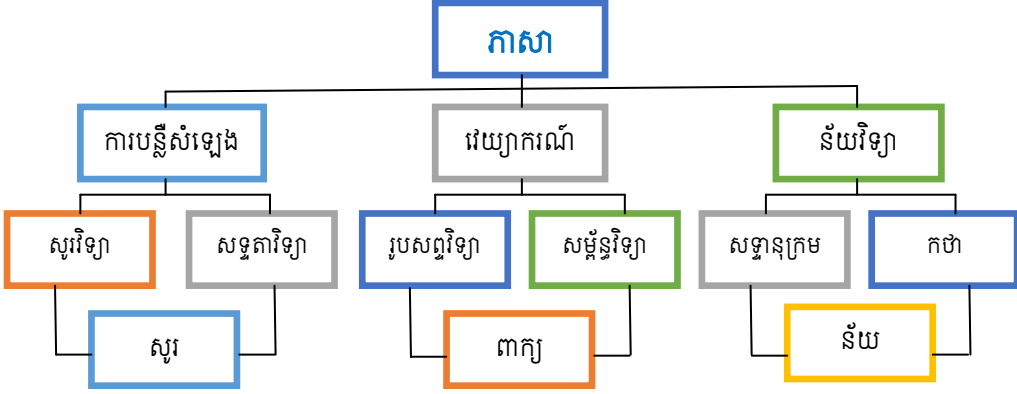 ភាសា
ការបន្លឺសំឡេង
វេយ្យាករណ៍
ន័យវិទ្យា
សូរវិទ្យា
សទ្ទតាវិទ្យា
រូបសព្ទវិទ្យា
សម្ព័ន្ធវិទ្យា
សទ្ទានុក្រម
កថា
សូរ
ពាក្យ
ន័យ